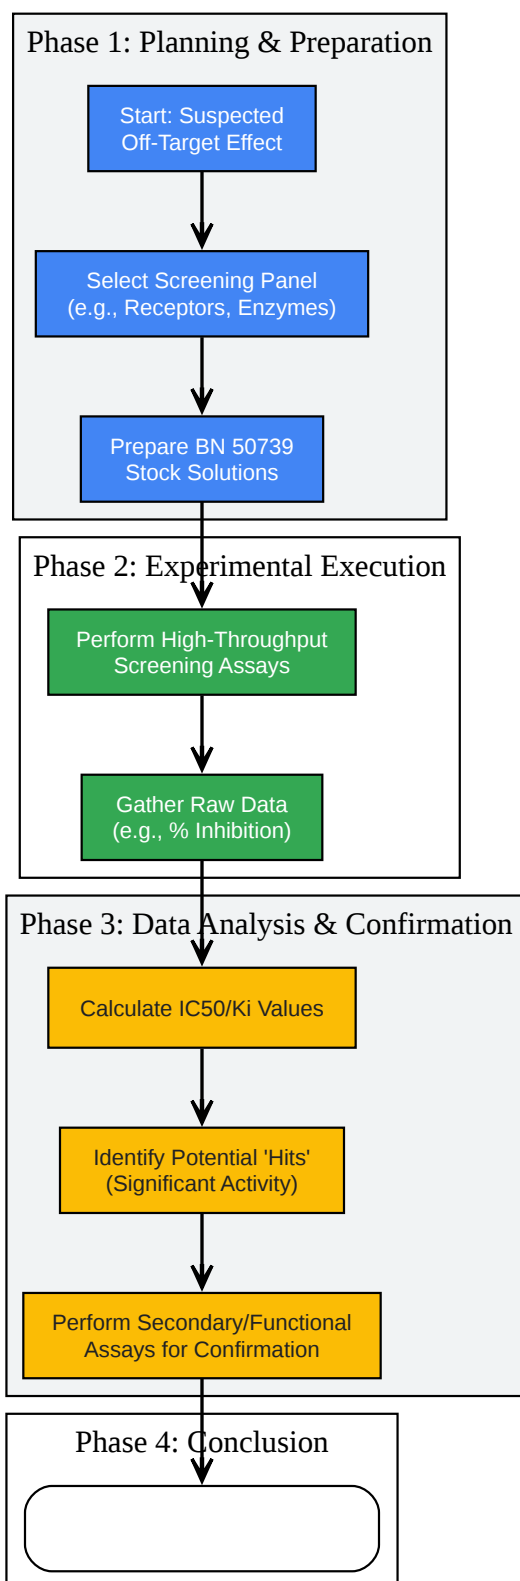 Phase 1: Planning & Preparation
Start: Suspected
Off-Target Effect
Select Screening Panel
(e.g., Receptors, Enzymes)
Prepare BN 50739
Stock Solutions
Phase 2: Experimental Execution
Perform High-Throughput
Screening Assays
Gather Raw Data
(e.g., % Inhibition)
Phase 3: Data Analysis & Confirmation
Calculate IC50/Ki Values
Identify Potential 'Hits'
(Significant Activity)
Perform Secondary/Functional
Assays for Confirmation
Phase 4: Conclusion